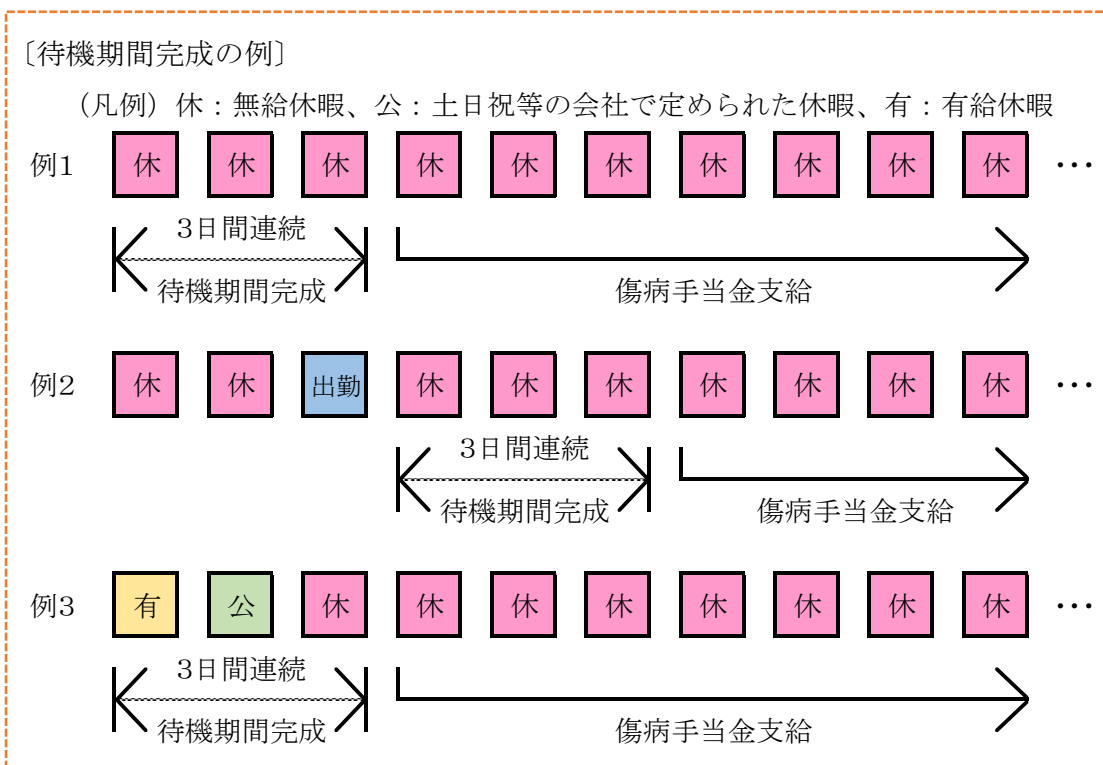 〔待機期間完成の例〕
（凡例）休：無給休暇、公：土日祝等の会社で定められた休暇、有：有給休暇
例1 休 休 休 休 休 休 休 休 休 休 …
3日間連続
待機期間完成 傷病手当金支給
例2 休 休 出勤 休 休 休 休 休 休 休 …
3日間連続
待機期間完成 傷病手当金支給
例3 有 公 休 休 休 休 休 休 休 休 …
3日間連続
待機期間完成 傷病手当金支給